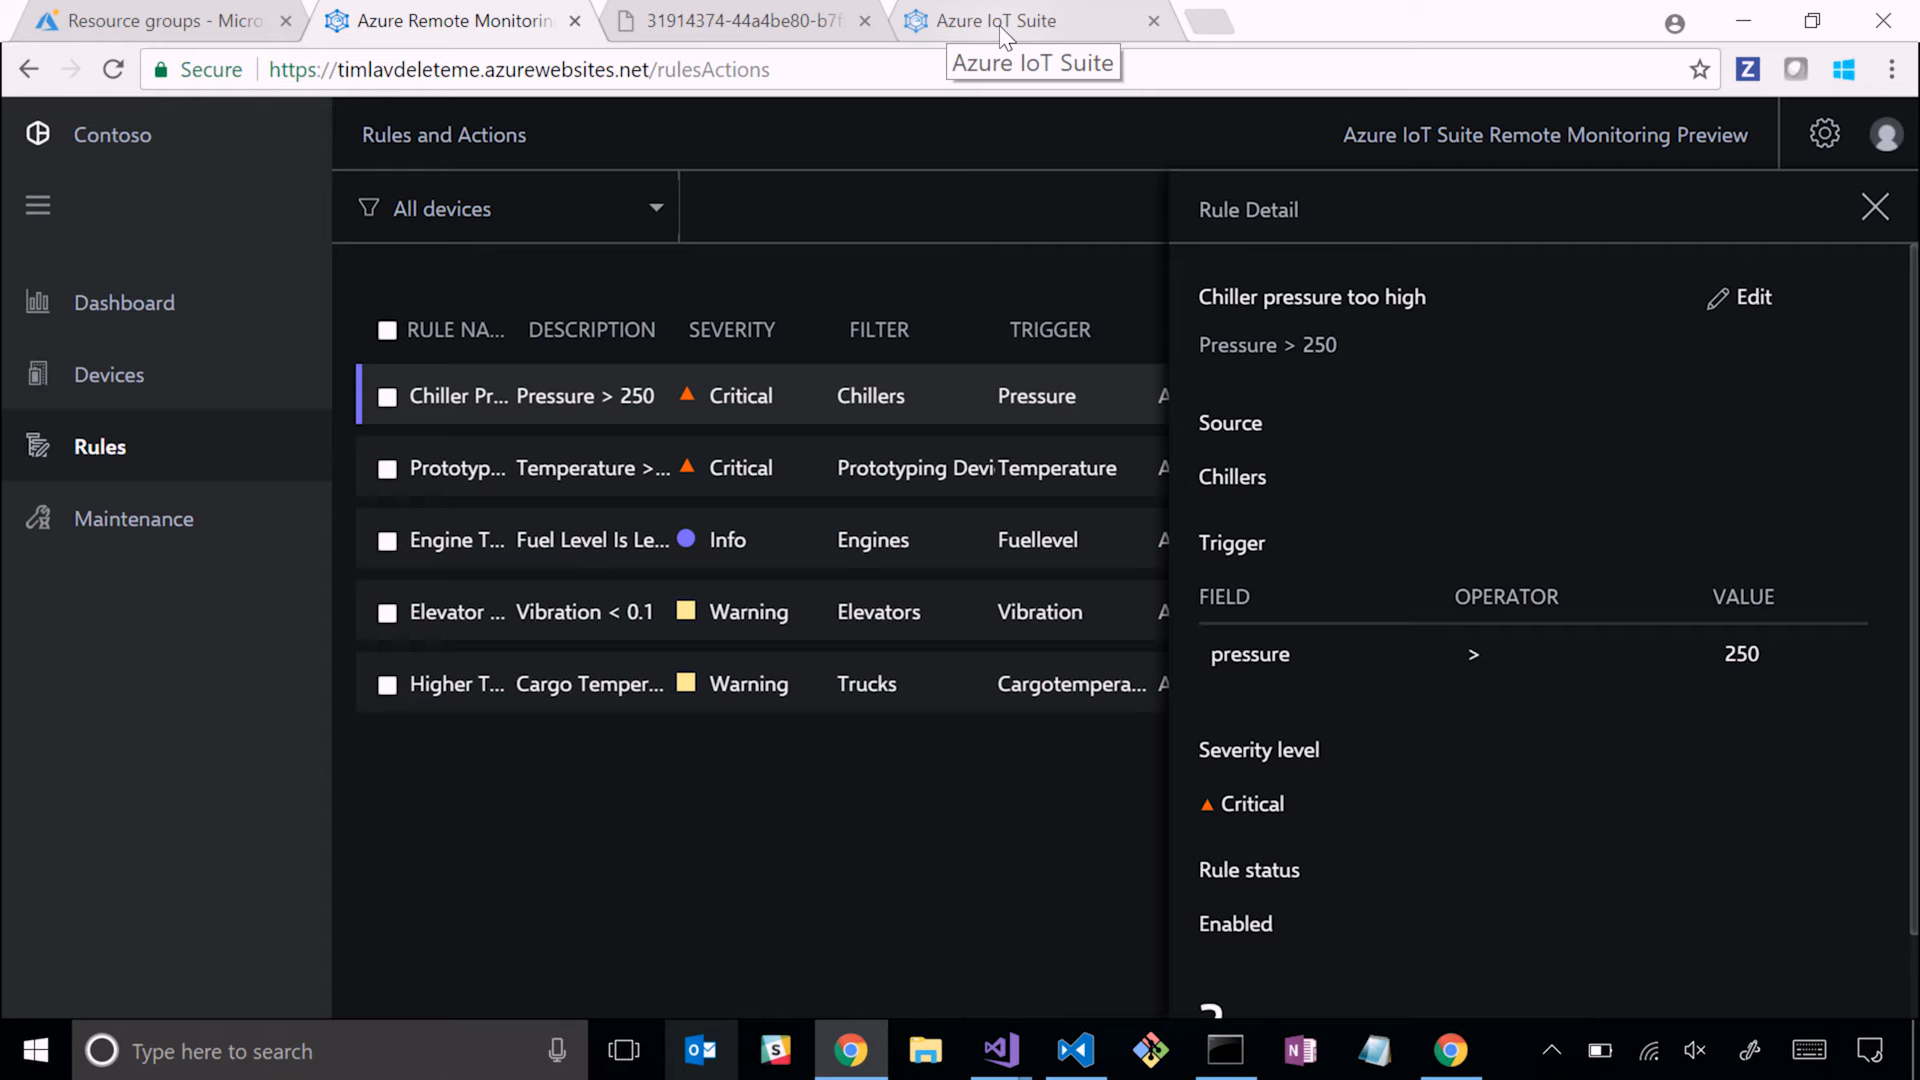 Resource groups - Micro
Azure Remote Monitorin
31914374-44a4be80-b7f
Azure IoT Suite
Azure IoT Suite
Secure
https://timlavdeleteme.azurewebsites.net/rulesActions
Contoso
Rules and Actions
Azure IoT Suite Remote Monitoring Preview
All devices
Rule Detail
Dashboard
Devices
Rules
Maintenance
RULE NA... DESCRIPTION SEVERITY FILTER TRIGGER
Chiller Pr... Pressure > 250 Critical Chillers Pressure A
Prototyp... Temperature >... Critical Prototyping Devi Temperature A
Engine T... Fuel Level Is Le... Info Engines Fuellevel A
Elevator ... Vibration < 0.1 Warning Elevators Vibration A
Higher T... Cargo Temper... Warning Trucks Cargotempera... A
Chiller pressure too high
Edit
Pressure > 250
Source
Chillers
Trigger
FIELD OPERATOR VALUE
pressure > 250
Severity level
Critical
Rule status
Enabled
Type here to search